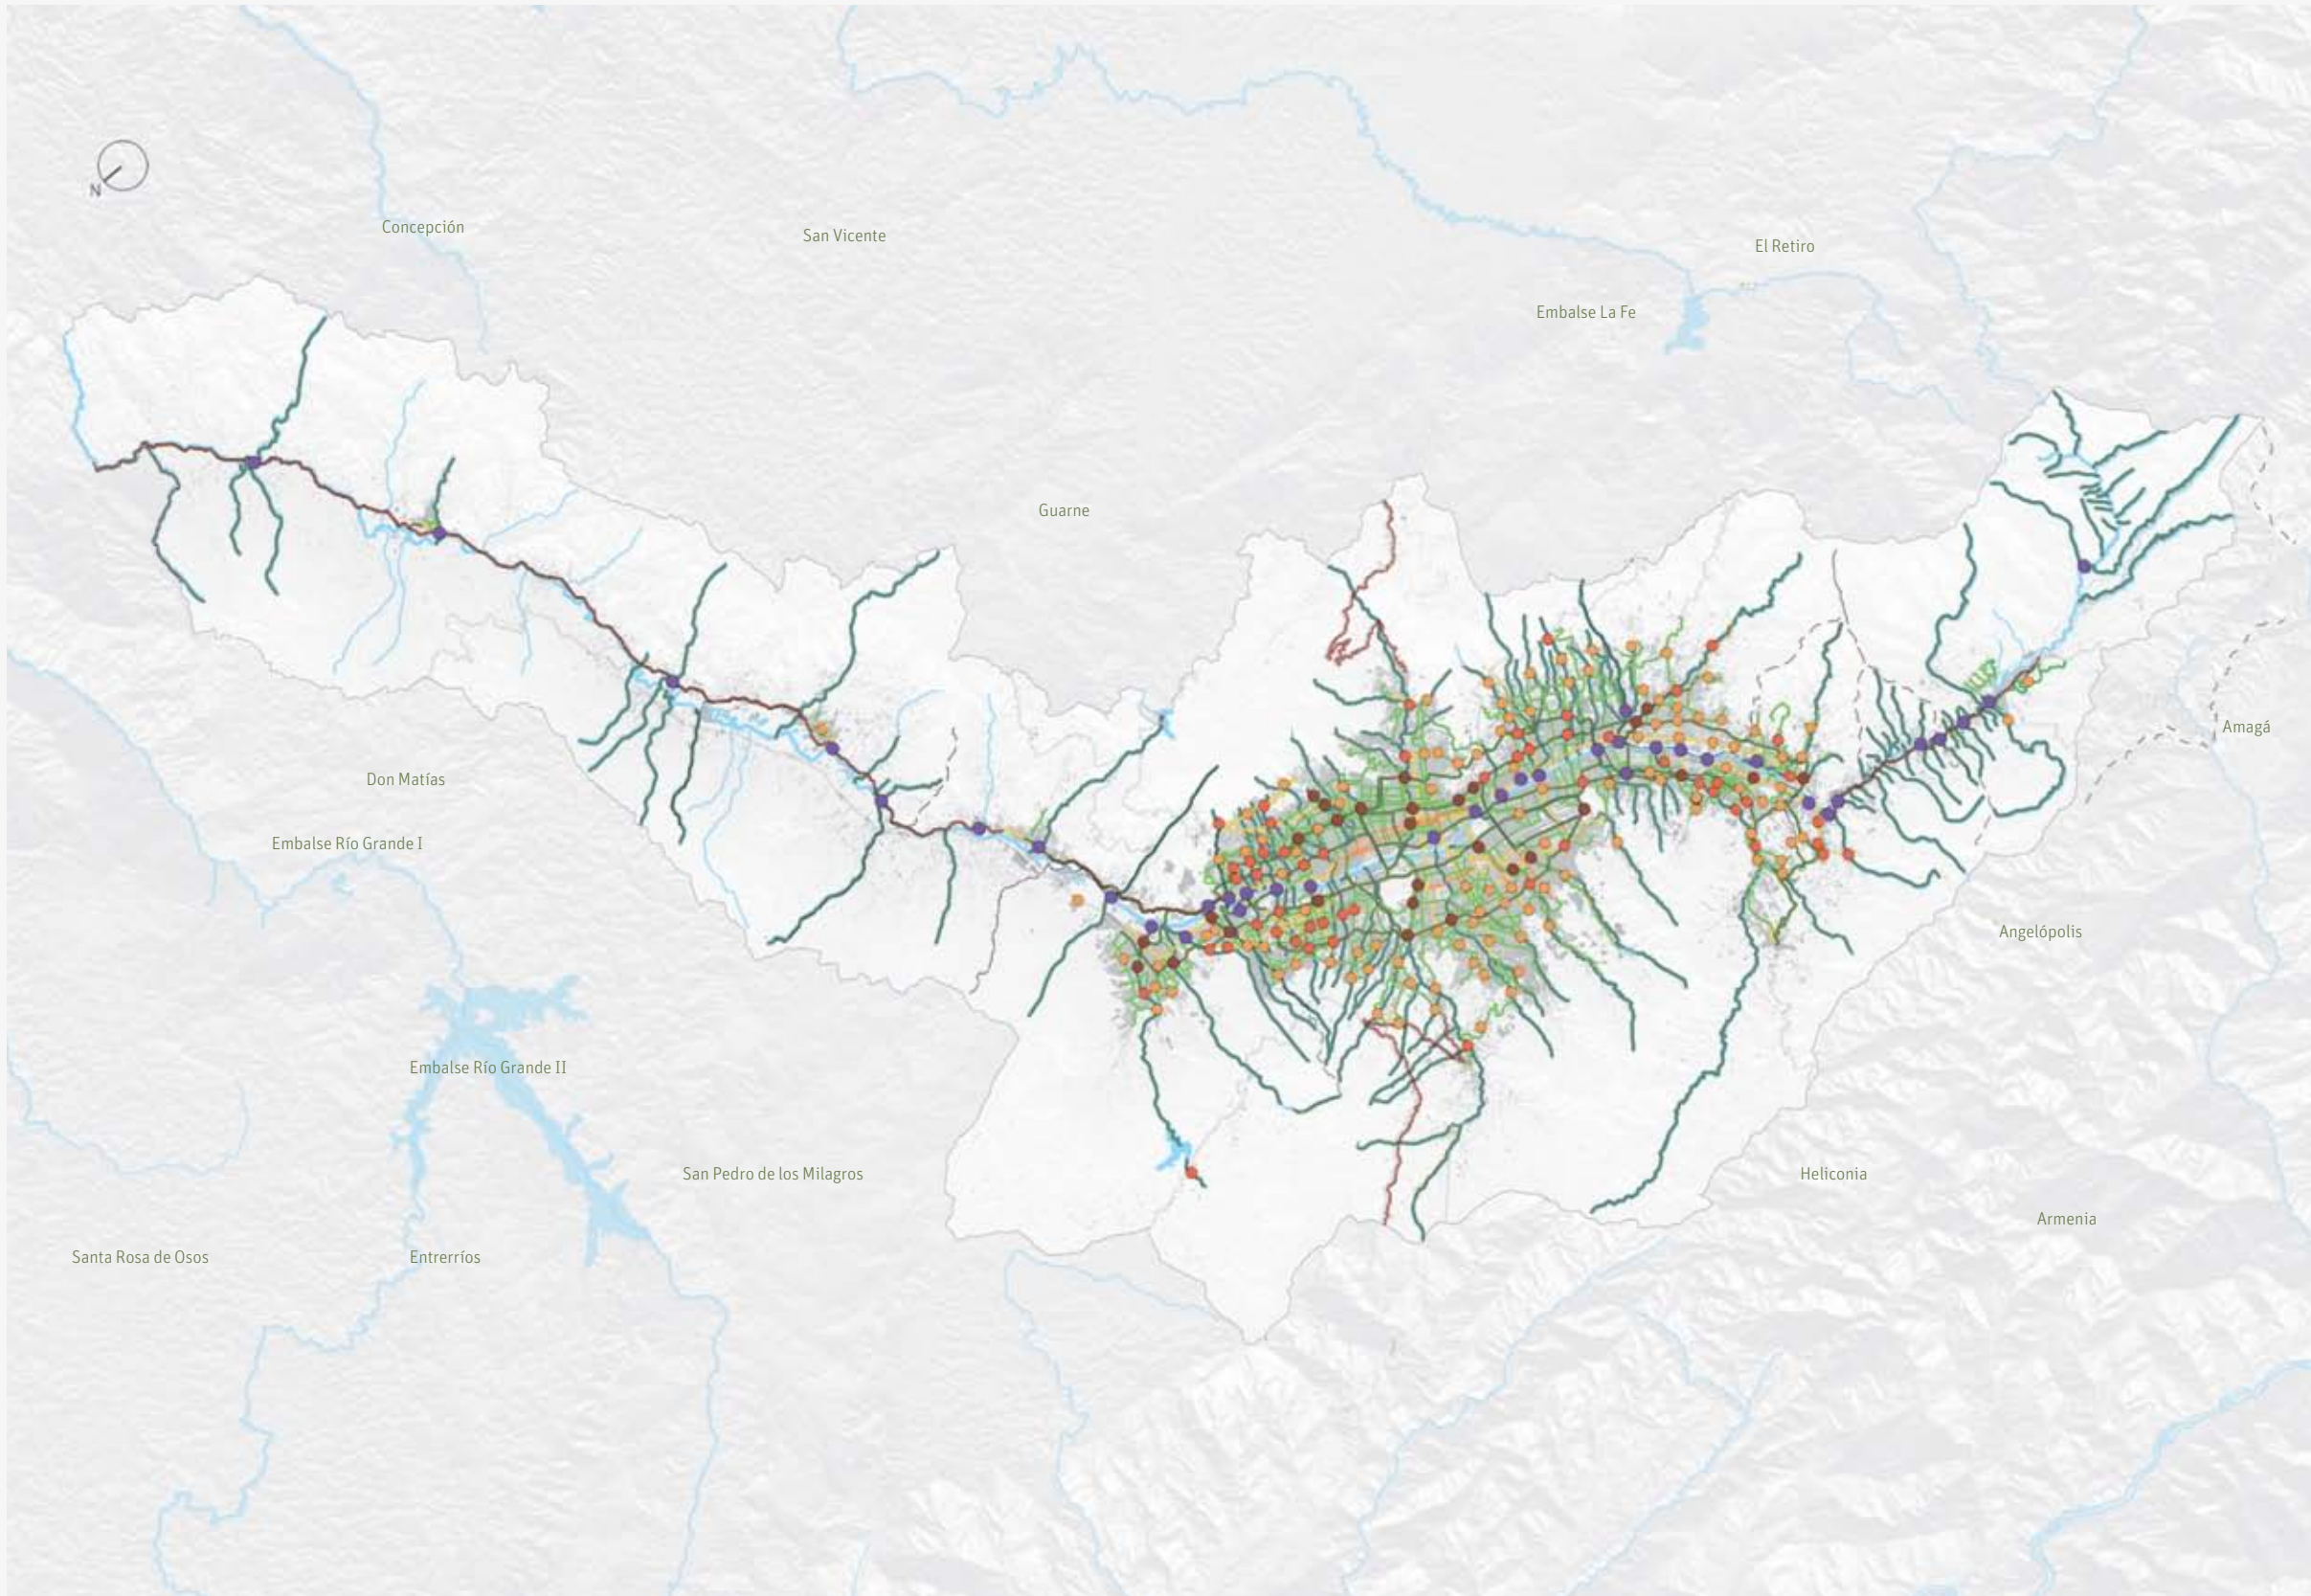 N
Concepción
San Vicente
El Retiro
Embalse La Fe
Guarne
Amagá
Don Matías
Embalse Río Grande I
Angelópolis
Embalse Río Grande II
San Pedro de los Milagros
Heliconia
Armenia
Santa Rosa de Osos
Entrerríos